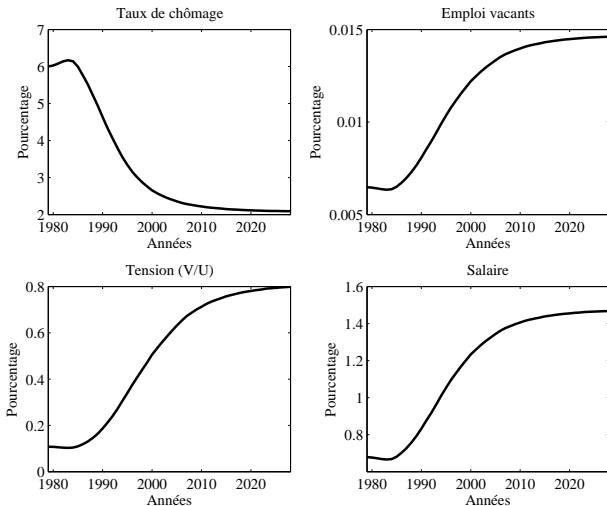 Taux de chômage
7
6
5
4
3
2
Pourcentage
1980 1990 2000 2010 2020
Années
Emploi vacants
0.015
0.01
0.005
Pourcentage
1980 1990 2000 2010 2020
Années
Tension (V/U)
0.8
0.6
0.4
0.2
0
Pourcentage
1980 1990 2000 2010 2020
Années
Salaire
1.6
1.4
1.2
1
0.8
Pourcentage
1980 1990 2000 2010 2020
Années